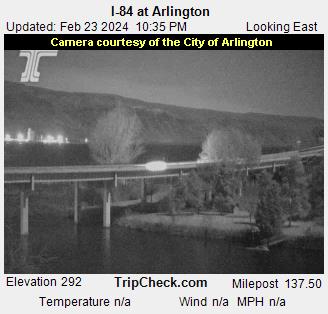 I-84 at Arlington
Updated: Feb 23 2024 10:35 PM Looking East
Camera courtesy of the City of Arlington
Elevation 292 TripCheck.com Milepost 137.50
Temperature n/a Wind n/a MPH n/a